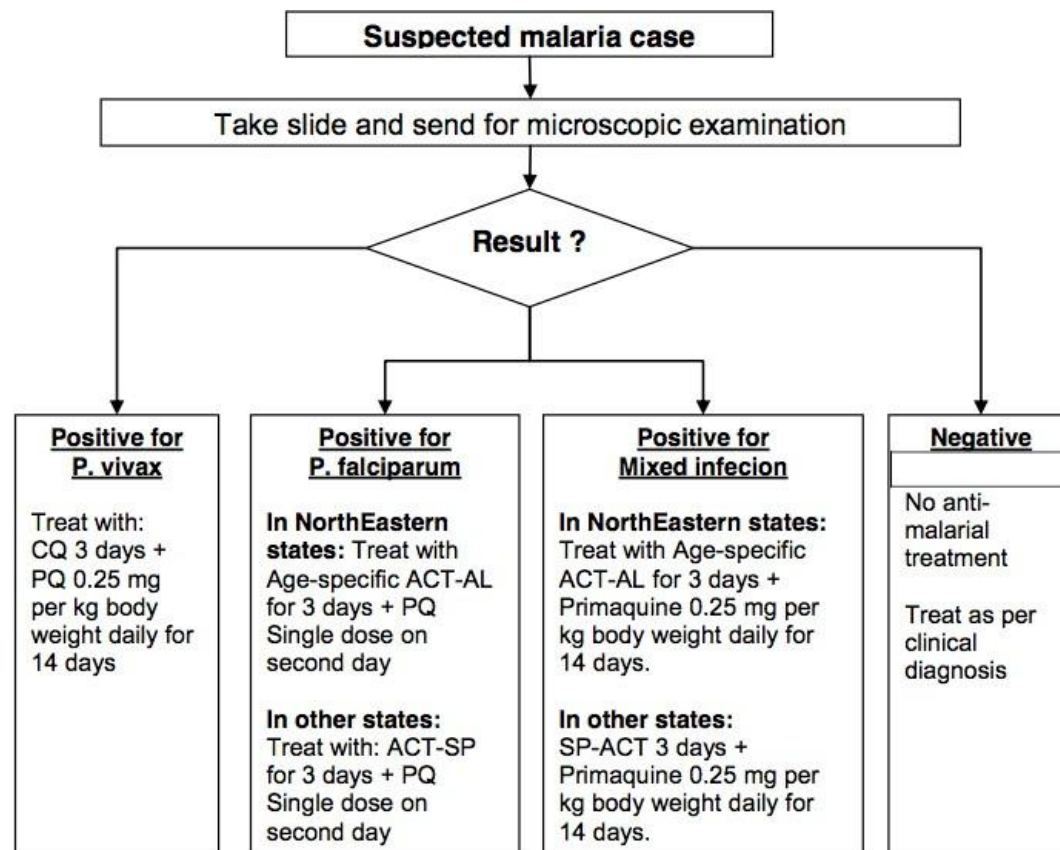 Suspected malaria case
Take slide and send for microscopic examination
Result ?
Positive for
P. vivax
Treat with:
CQ 3 days +
PQ 0.25 mg
per kg body
weight daily for
14 days
Positive for
P. falciparum
In NorthEastern
states: Treat with
Age-specific ACT-AL
for 3 days + PQ
Single dose on
second day
In other states:
Treat with: ACT-SP
for 3 days + PQ
Single dose on
second day
Positive for
Mixed infecion
In NorthEastern states:
Treat with Age-specific
ACT-AL for 3 days +
Primaquine 0.25 mg per
kg body weight daily for
14 days.
In other states:
SP-ACT 3 days +
Primaquine 0.25 mg per
kg body weight daily for
14 days.
Negative
No anti-
malarial
treatment
Treat as per
clinical
diagnosis